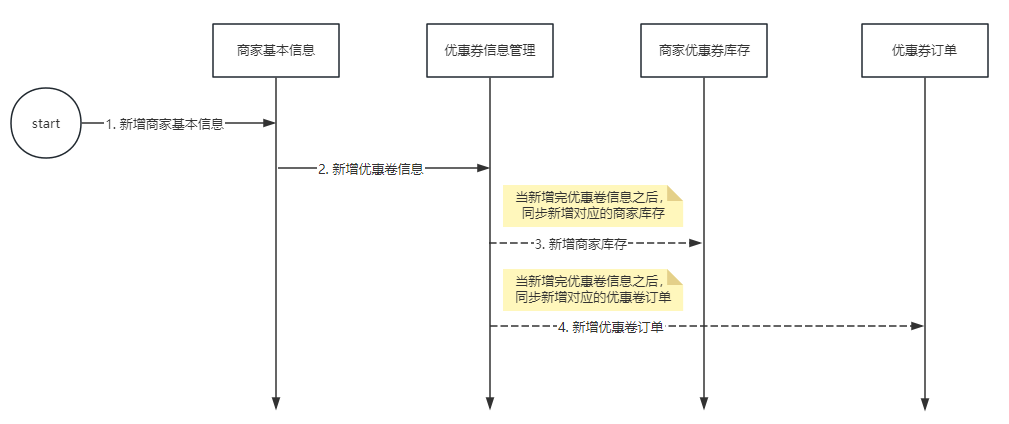 商家基本信息
优惠券信息管理
商家优惠券库存
优惠券订单
start
1. 新增商家基本信息
2. 新增优惠卷信息
当新增完优惠卷信息之后，
同步新增对应的商家库存
3. 新增商家库存
当新增完优惠卷信息之后，
同步新增对应的优惠卷订单
4. 新增优惠卷订单